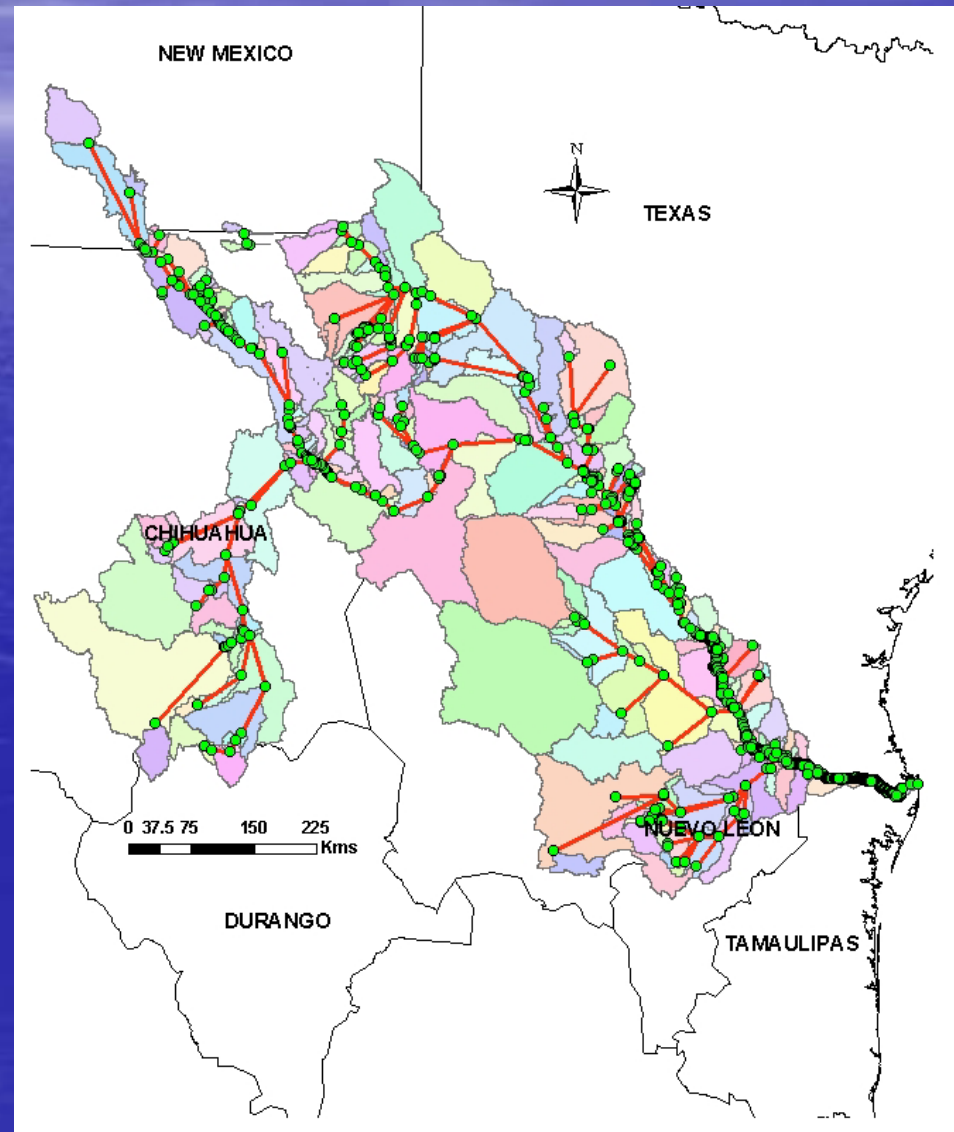 NEW MEXICO
N
TEXAS
CHIHUAHUA
0 37.5 75 150 225
Kms
NUEVO LEON
DURANGO
TAMAULIPAS